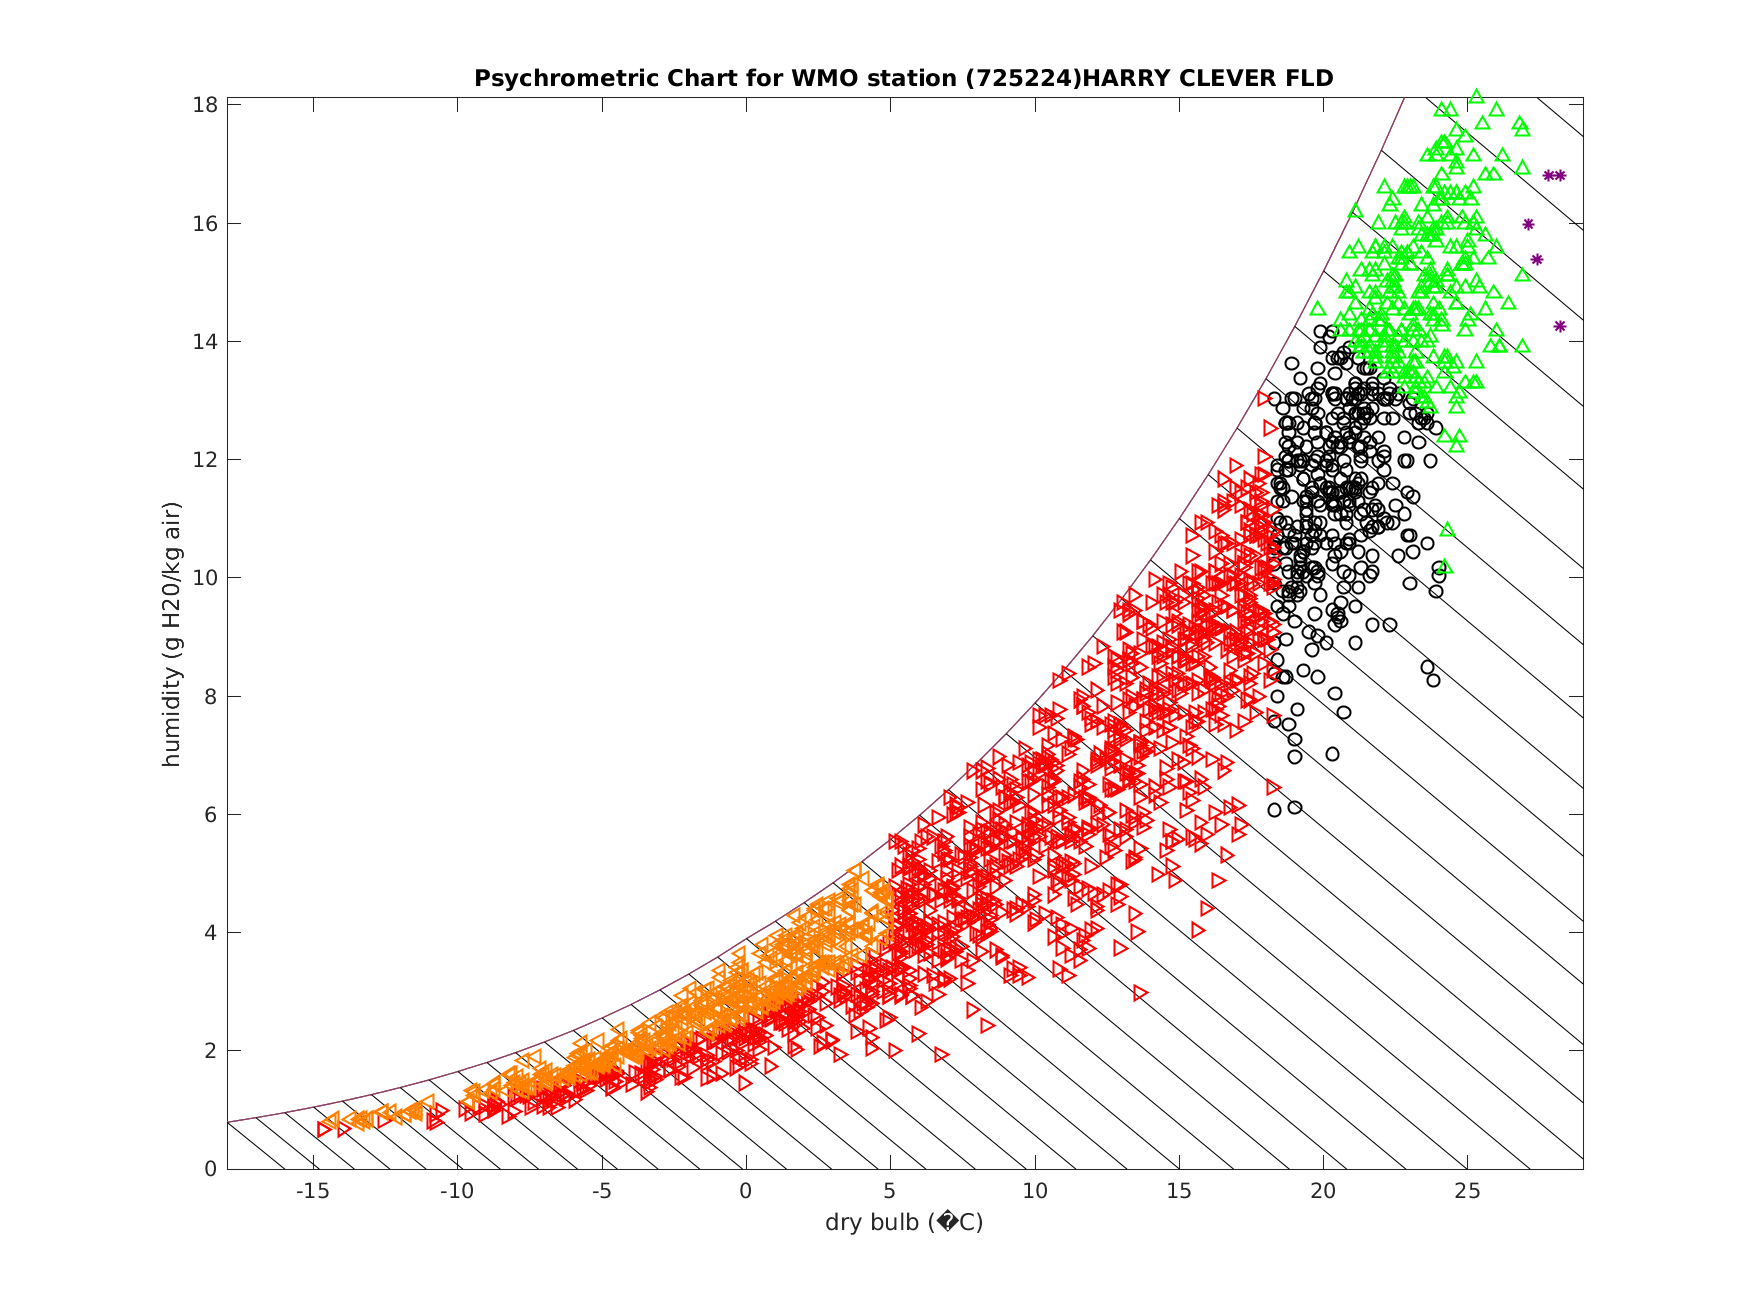 Psychrometric Chart for WMO station (725224)HARRY CLEVER FLD
18
16
14
12
10
8
6
4
2
0
humidity (g H20/kg air)
-15 -10 -5 0 5 10 15 20 25
dry bulb (�C)